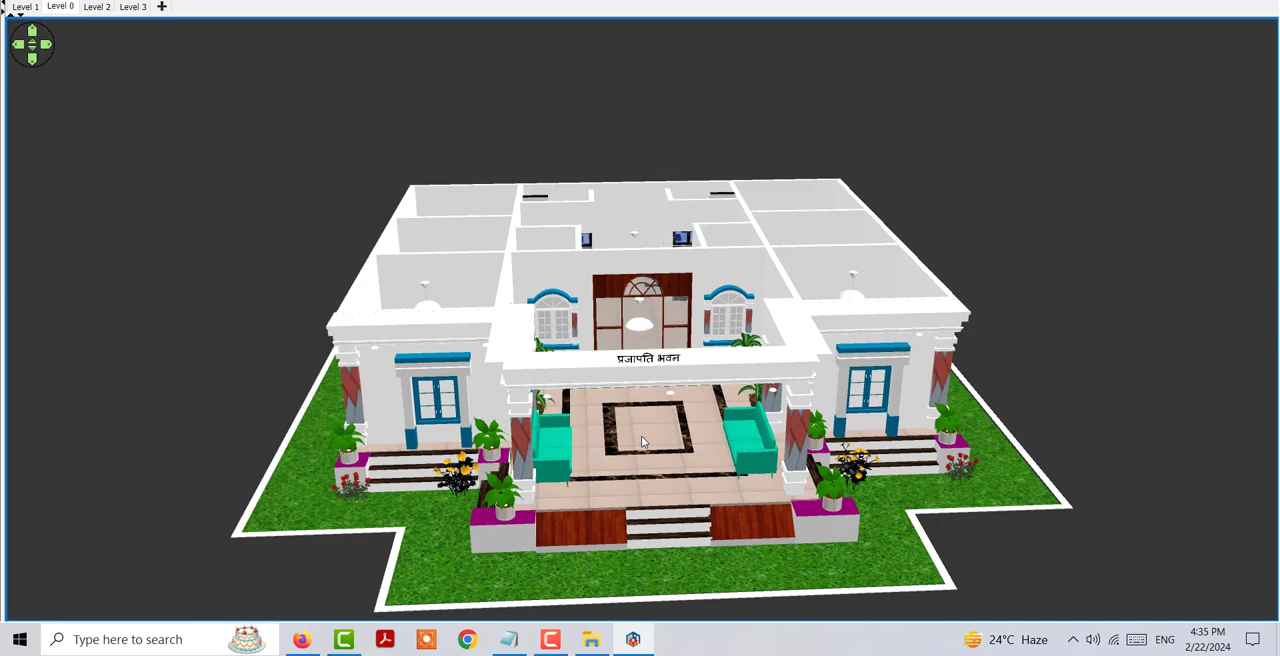 Level 1 Level 0 Level 2 Level 3
प्रजापति भवन
Type here to search
24°C Haze
ENG
4:35 PM
2/22/2024